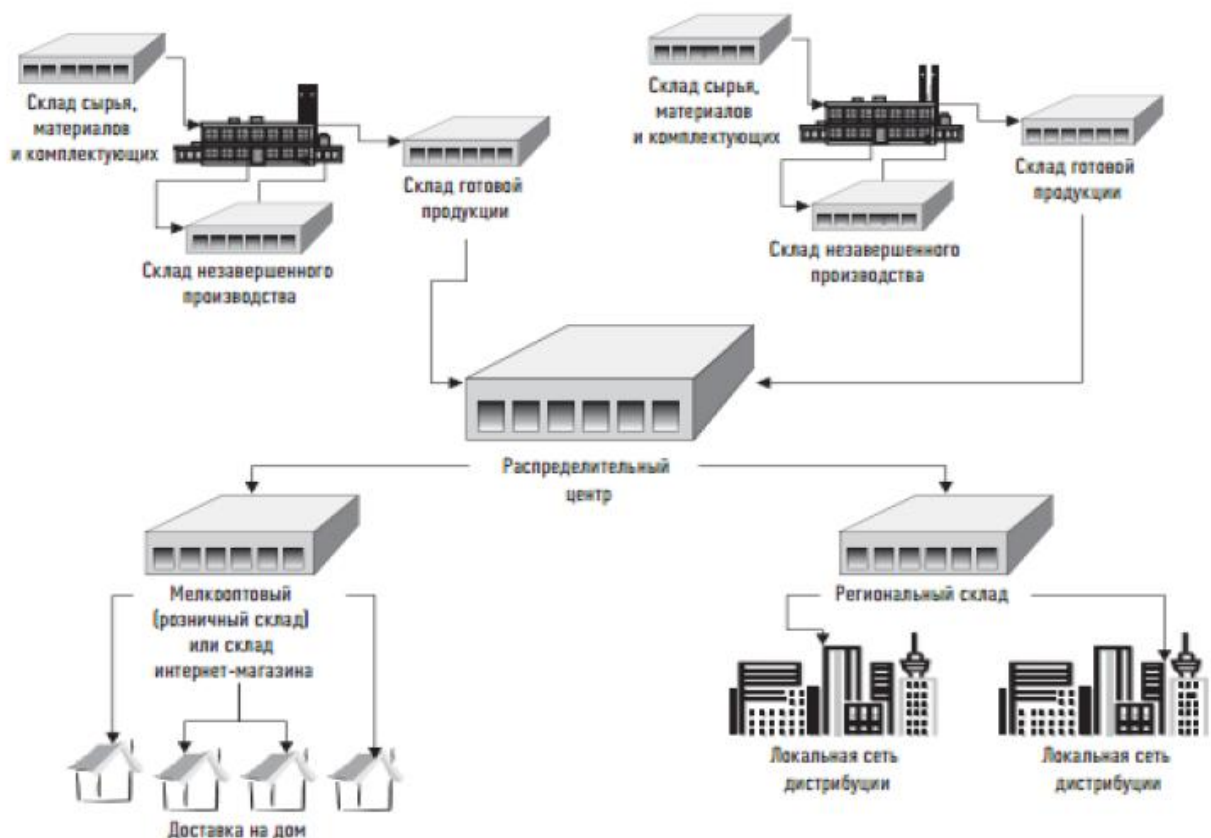 Склад сырья,
материалов
и комплектующих
Склад готовой
продукции
Склад незавершенного
производства
Склад сырья,
материалов
и комплектующих
Склад готовой
продукции
Склад незавершенного
производства
Распределительный
центр
Мелкооптовый
(розничный склад)
или склад
интернет-магазина
Региональный склад
Доставка на дом
Локальная сеть
дистрибуции
Локальная сеть
дистрибуции